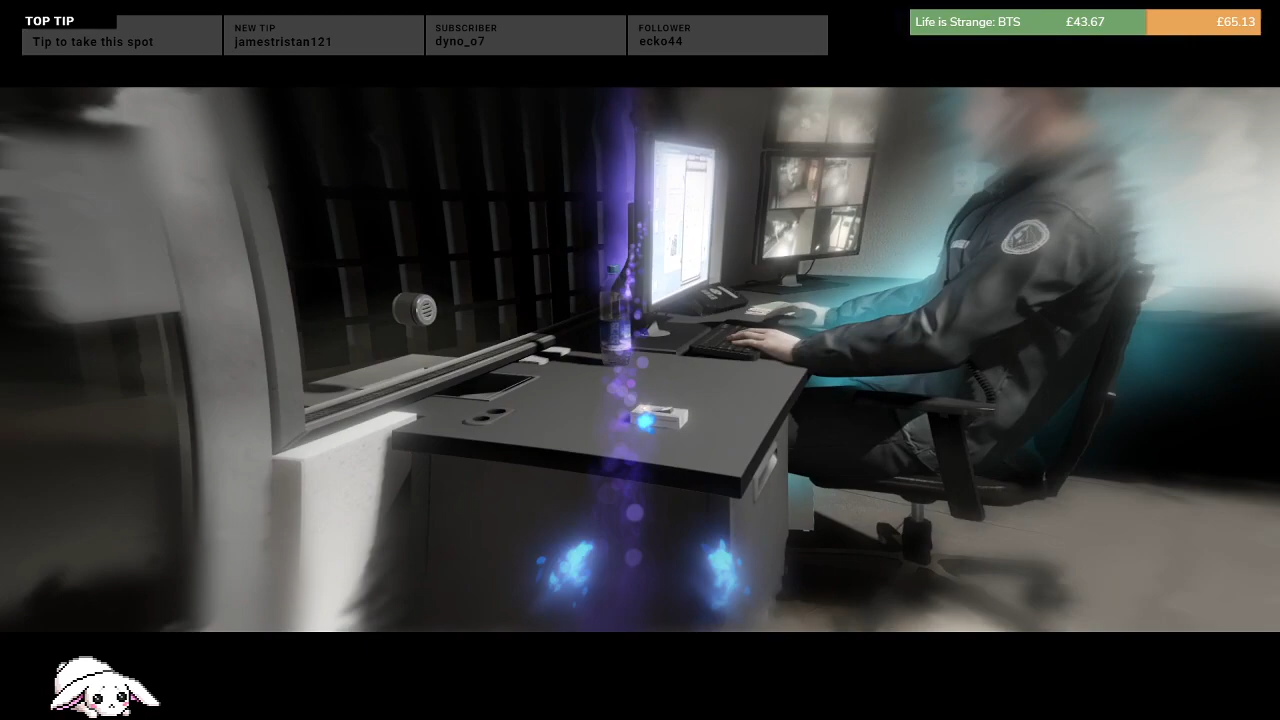 TOP TIP
Tip to take this spot
NEW TIP
jamestristan121
SUBSCRIBER
dyno_o7
FOLLOWER
ecko44
Life is Strange: BTS £43.67 £65.13